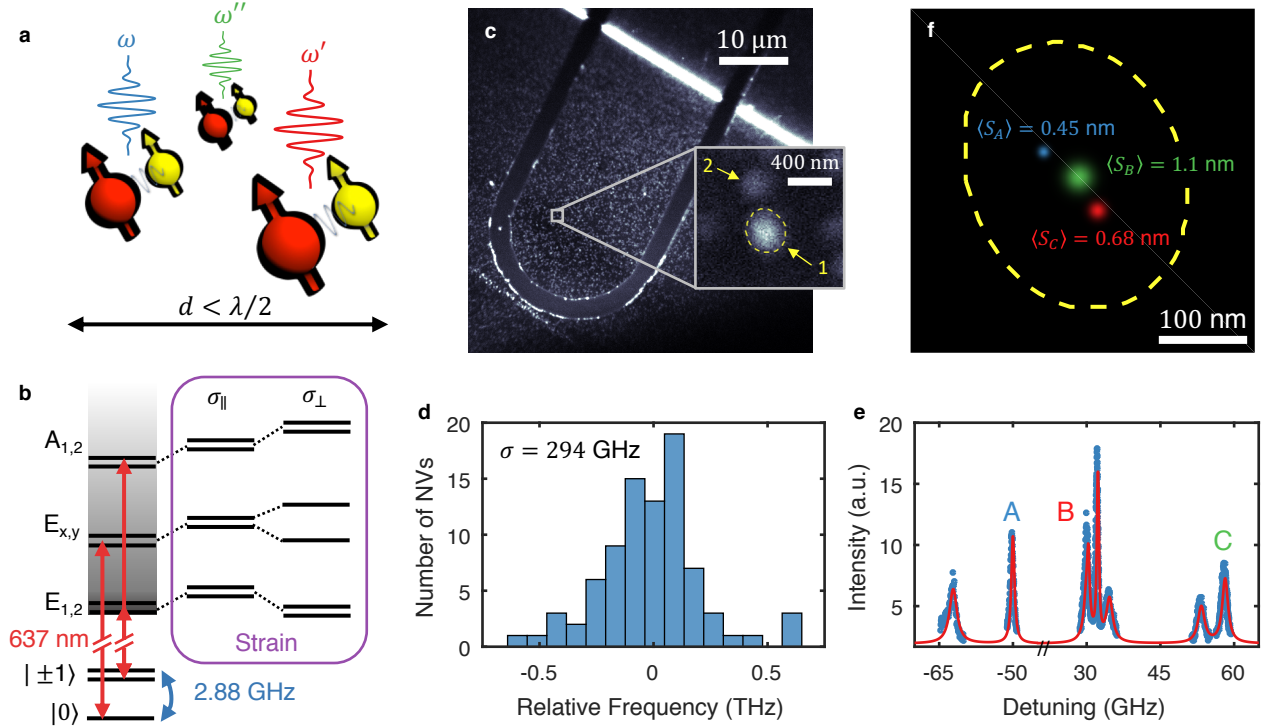 a
ω
ω''
ω'
d < λ/2
b
A1,2
Ex,y
E1,2
637 nm
| ±1⟩
|0⟩
σ∥
σ⊥
Strain
2.88 GHz
c
10 μm
400 nm
2
1
d
σ = 294 GHz
Number of NVs
20
15
10
5
0
-0.5
0
0.5
Relative Frequency (THz)
e
Intensity (a.u.)
20
15
10
5
A
B
C
-65
-50
30
45
60
//
Detuning (GHz)
f
⟨S_A⟩ = 0.45 nm
⟨S_B⟩ = 1.1 nm
⟨S_C⟩ = 0.68 nm
100 nm